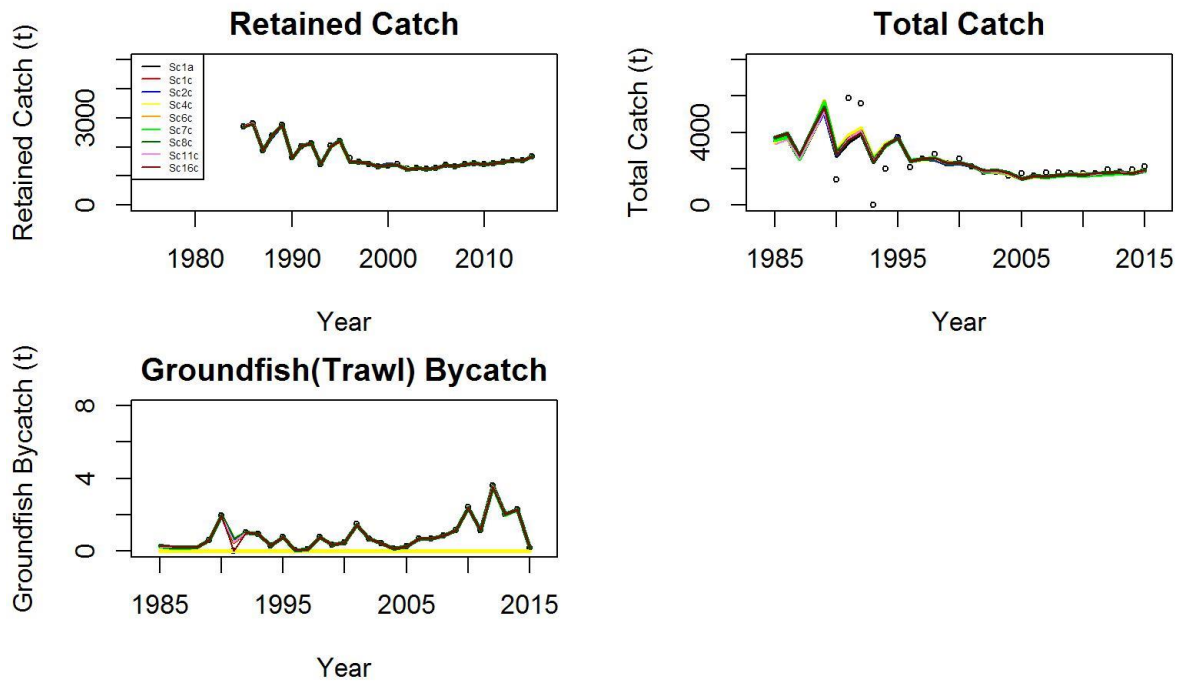 Retained Catch
Retained Catch (t)
3000
0
Sc1a
Sc1c
Sc2c
Sc4c
Sc6c
Sc7c
Sc8c
Sc11c
Sc16c
1980 1990 2000 2010
Year
Total Catch
Total Catch (t)
4000
0
1985 1995 2005 2015
Year
Groundfish(Trawl) Bycatch
Groundfish Bycatch (t)
8
4
0
1985 1995 2005 2015
Year